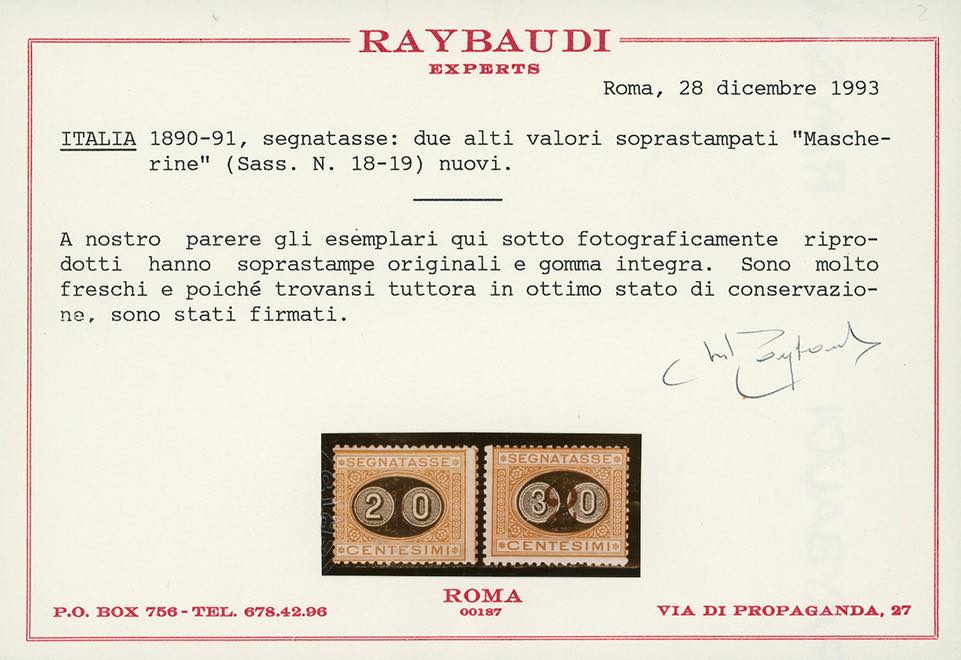 RAYBAUDI
EXPERTS
Roma, 28 dicembre 1993
ITALIA 1890-91, segnatasse: due alti valori soprastampati "Masche-
rine" (Sass. N. 18-19) nuovi.
A nostro parere gli esemplari qui sotto fotograficamente ripro-
dotti hanno soprastampe originali e gomma integra. Sono molto
freschi e poiché trovansi tuttora in ottimo stato di conservazio-
ne, sono stati firmati.
SEGNATASSE SEGNATASSE
20 30
CENTESIMI CENTESIMI
ROMA
00187
P.O. BOX 756 - TEL. 678.42.96
VIA DI PROPAGANDA, 27